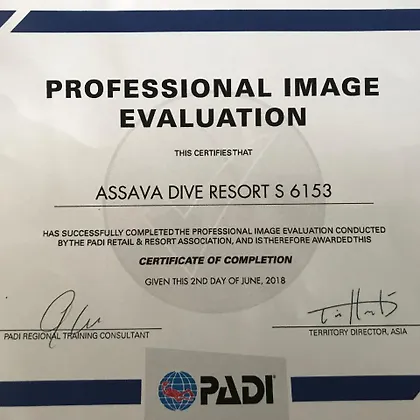 PROFESSIONAL IMAGE
EVALUATION
THIS CERTIFIES THAT
ASSAVA DIVE RESORT S 6153
HAS SUCCESSFULLY COMPLETED THE PROFESSIONAL IMAGE EVALUATION CONDUCTED
BY THE PADI RETAIL & RESORT ASSOCIATION, AND IS THEREFORE AWARDED THIS
CERTIFICATE OF COMPLETION
GIVEN THIS 2ND DAY OF JUNE, 2018
PADI REGIONAL TRAINING CONSULTANT
TERRITORY DIRECTOR, ASIA
PADI